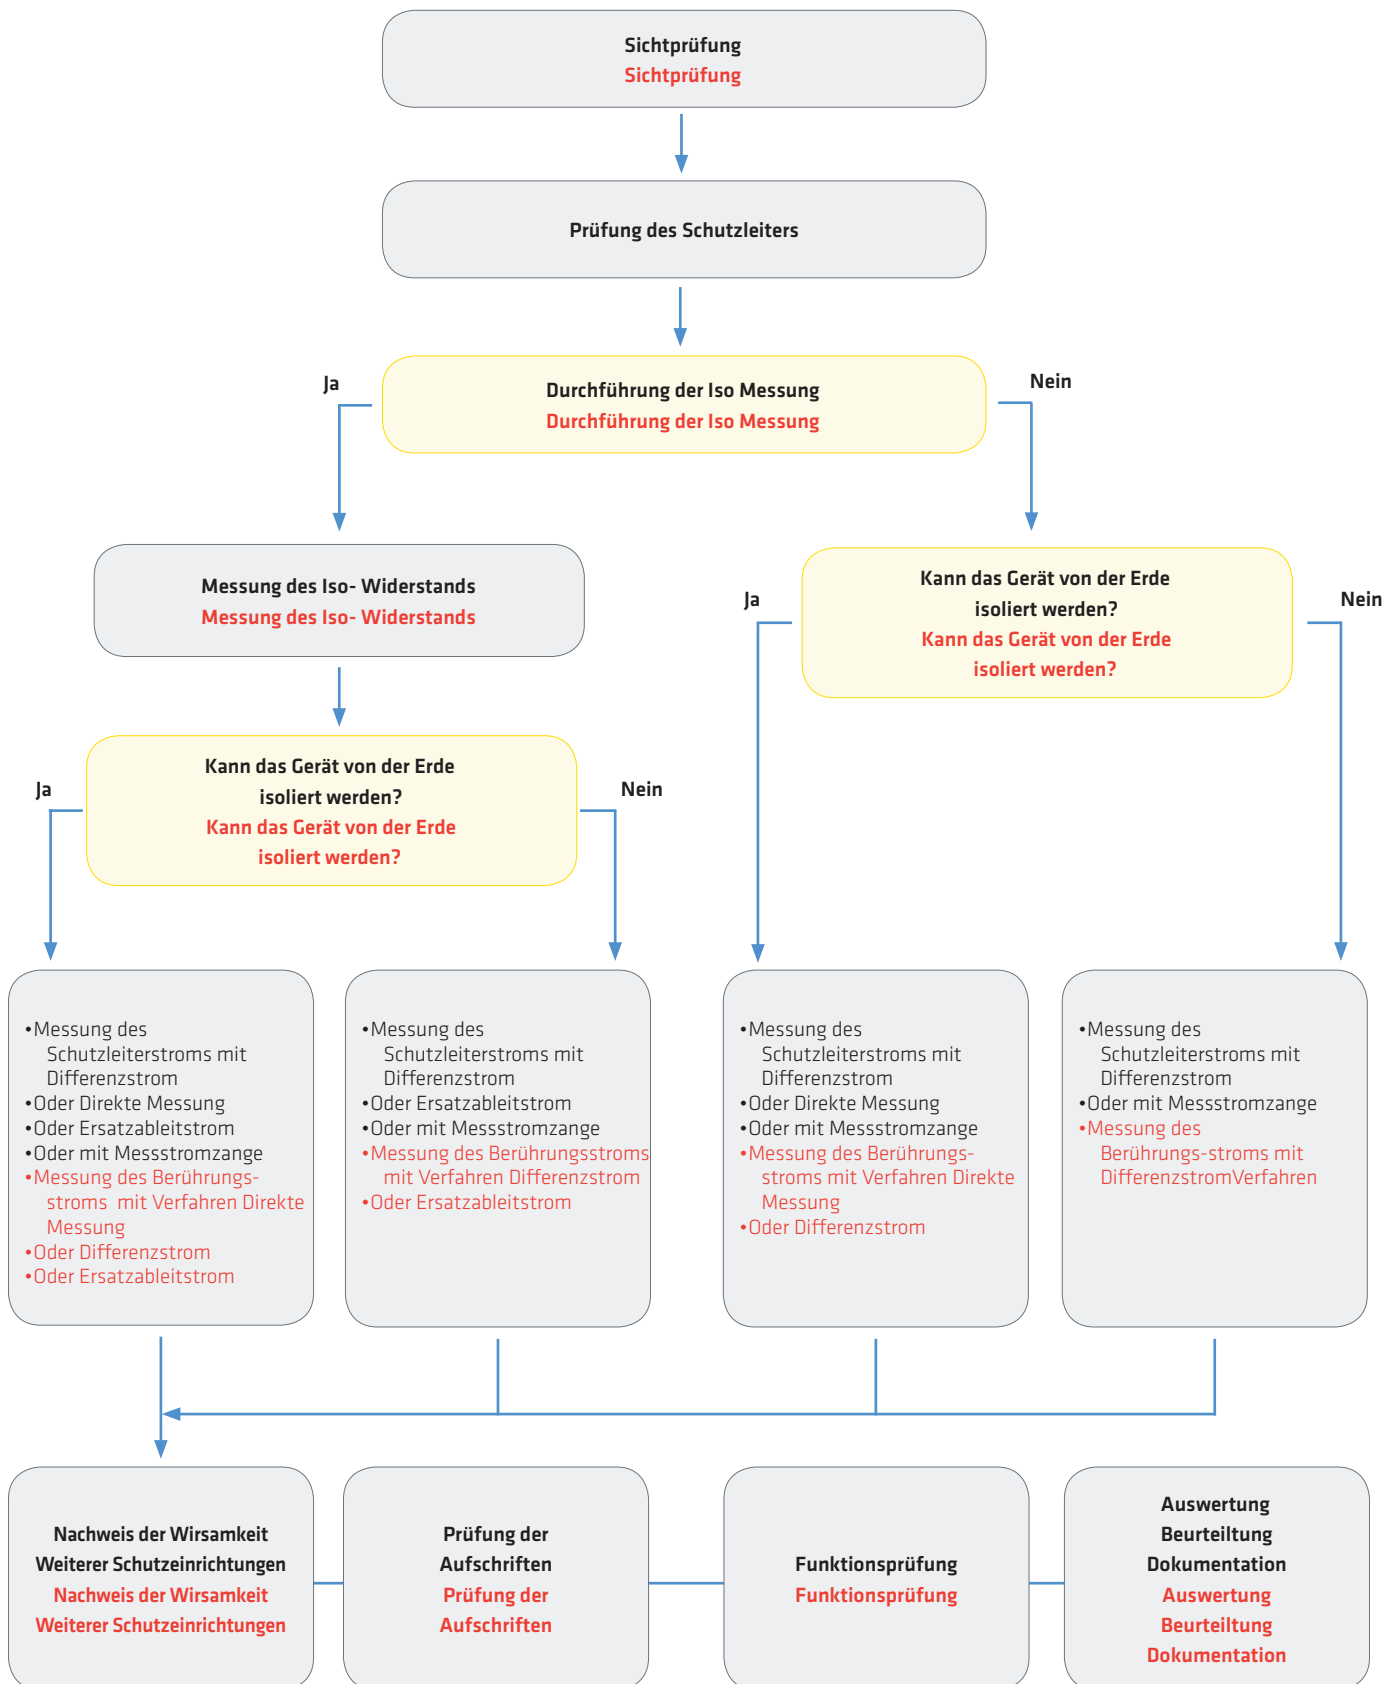 Sichtprüfung
Sichtprüfung
Prüfung des Schutzleiters
Ja
Durchführung der Iso Messung
Durchführung der Iso Messung
Nein
Messung des Iso- Widerstands
Messung des Iso- Widerstands
Ja
Kann das Gerät von der Erde
isoliert werden?
Kann das Gerät von der Erde
isoliert werden?
Nein
Ja
Kann das Gerät von der Erde
isoliert werden?
Kann das Gerät von der Erde
isoliert werden?
Nein
•Messung des
Schutzleiterstroms mit
Differenzstrom
•Oder Direkte Messung
•Oder Ersatzableitstrom
•Oder mit Messstromzange
•Messung des Berührungs-
stroms  mit Verfahren Direkte
Messung
•Oder Differenzstrom
•Oder Ersatzableitstrom
•Messung des
Schutzleiterstroms mit
Differenzstrom
•Oder Ersatzableitstrom
•Oder mit Messstromzange
•Messung des Berührungsstroms
mit Verfahren Differenzstrom
•Oder Ersatzableitstrom
•Messung des
Schutzleiterstroms mit
Differenzstrom
•Oder Direkte Messung
•Oder mit Messstromzange
•Messung des Berührungs-
stroms mit Verfahren Direkte
Messung
•Oder Differenzstrom
•Messung des
Schutzleiterstroms mit
Differenzstrom
•Oder mit Messstromzange
•Messung des
Berührungs-stroms mit
DifferenzstromVerfahren
Nachweis der Wirsamkeit
Weiterer Schutzeinrichtungen
Nachweis der Wirsamkeit
Weiterer Schutzeinrichtungen
Prüfung der
Aufschriften
Prüfung der
Aufschriften
Funktionsprüfung
Funktionsprüfung
Auswertung
Beurteiltung
Dokumentation
Auswertung
Beurteiltung
Dokumentation